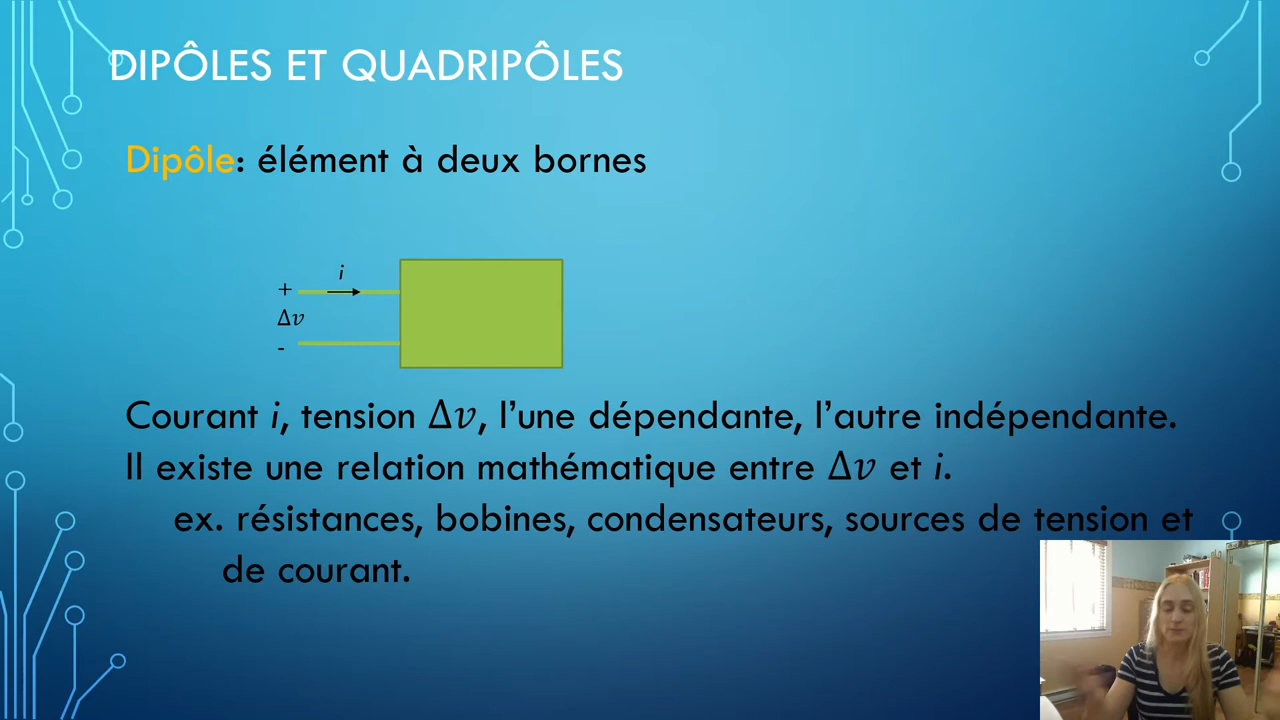 DIPÔLES ET QUADRIPÔLES
Dipôle: élément à deux bornes
i
+
Δv
-
Courant i, tension Δv, l’une dépendante, l’autre indépendante.
Il existe une relation mathématique entre Δv et i.
ex. résistances, bobines, condensateurs, sources de tension et
de courant.